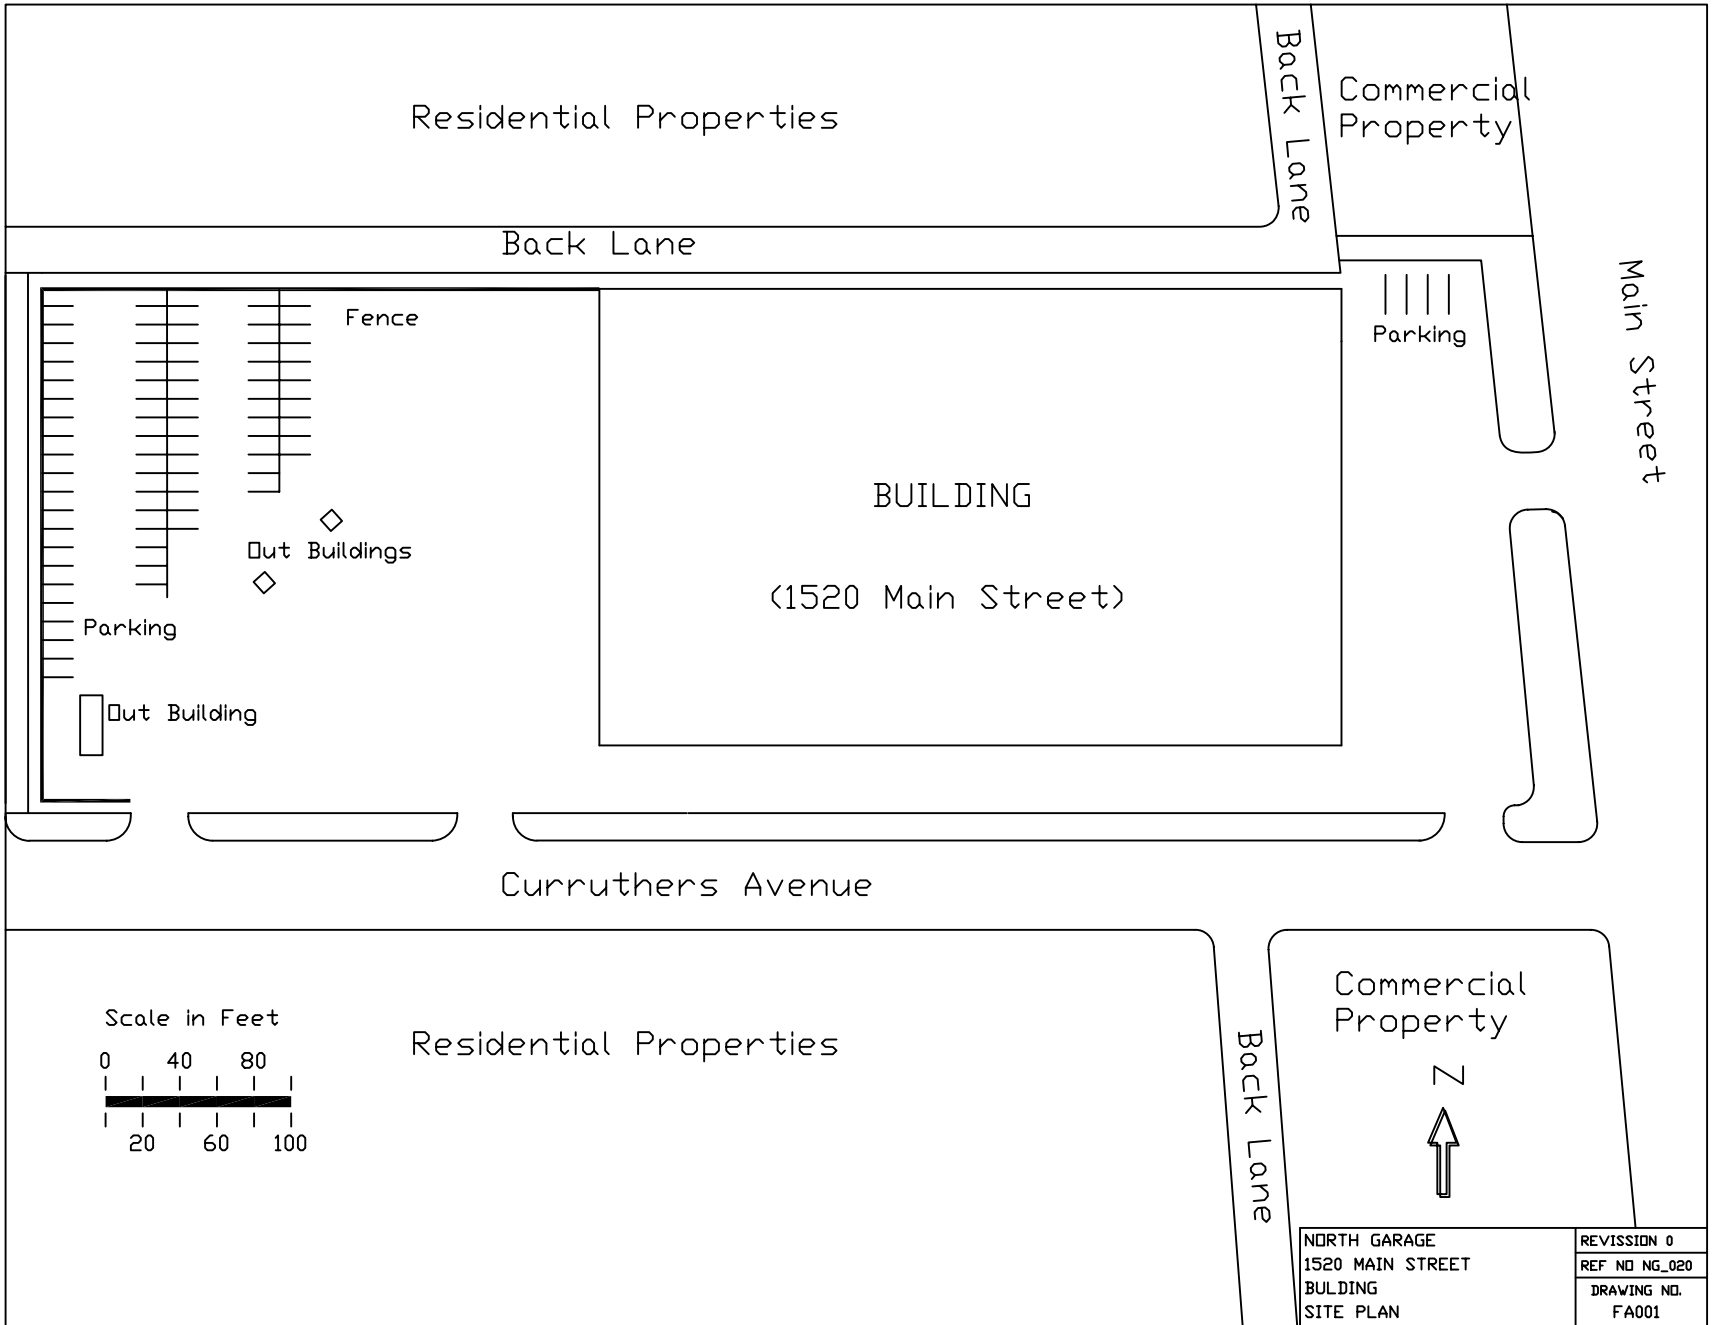 Residential Properties
Back Lane
Commercial
Property
Back Lane
Main Street
Fence
Parking
BUILDING
Out Buildings
(1520 Main Street)
Parking
Out Building
Curruthers Avenue
Commercial
Property
Scale in Feet
Residential Properties
Back Lane
0 40 80
20 60 100
N
NORTH GARAGE
1520 MAIN STREET
BULDING
SITE PLAN
REVISSION 0
REF NO NG_020
DRAWING NO.
FA001